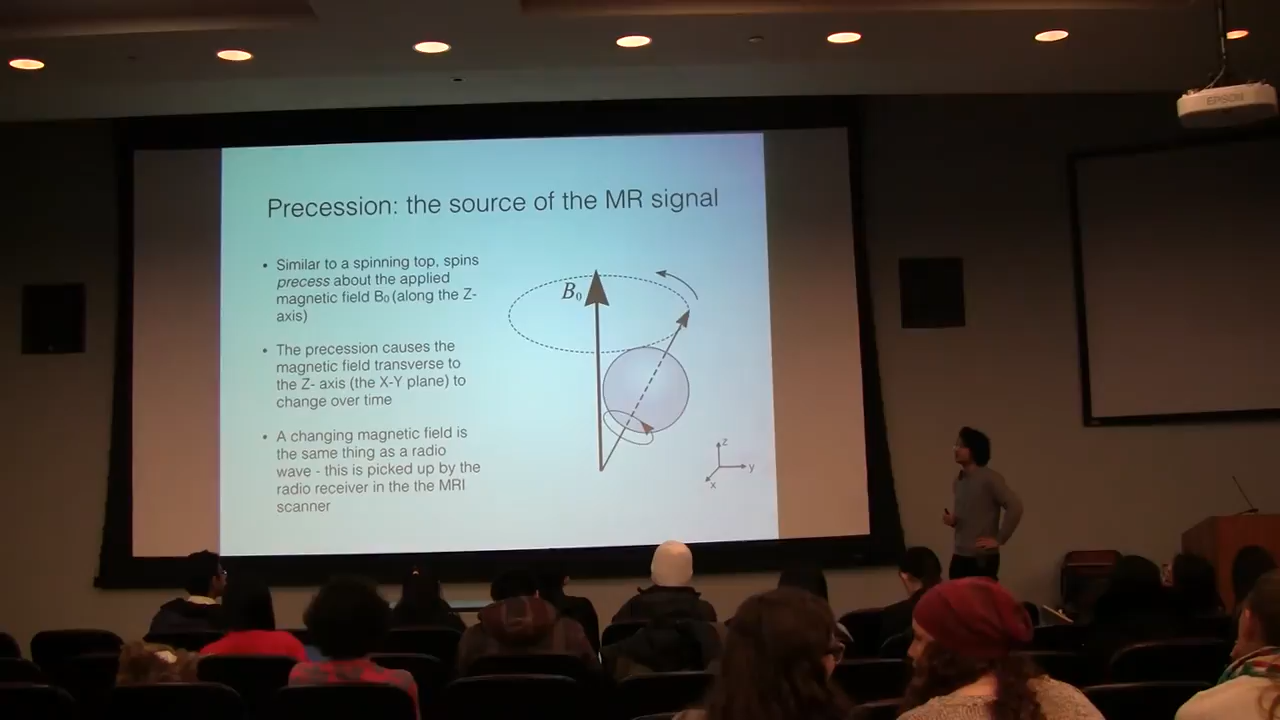 Precession: the source of the MR signal
• Similar to a spinning top, spins
precess about the applied
magnetic field B₀ (along the Z-
axis)
• The precession causes the
magnetic field transverse to
the Z- axis (the X-Y plane) to
change over time
• A changing magnetic field is
the same thing as a radio
wave - this is picked up by the
radio receiver in the the MRI
scanner
B₀
z
y
x
EPSON